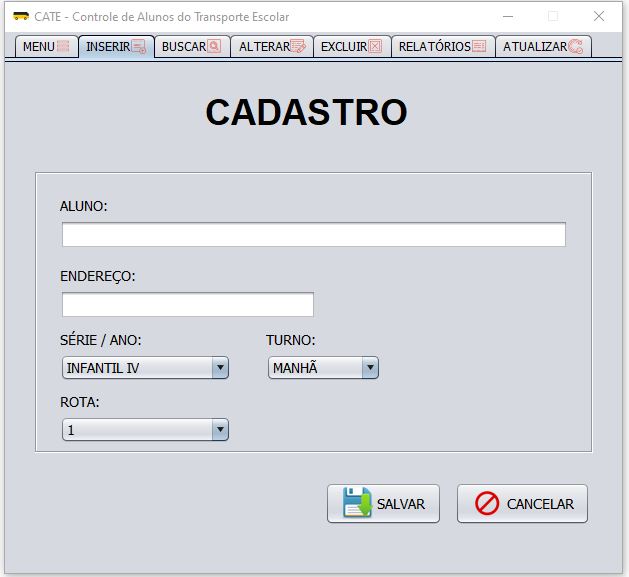 CATE - Controle de Alunos do Transporte Escolar
MENU INSERIR BUSCAR ALTERAR EXCLUIR RELATÓRIOS ATUALIZAR
CADASTRO
ALUNO:
ENDEREÇO:
SÉRIE / ANO: TURNO:
INFANTIL IV MANHÃ
ROTA:
1
SALVAR CANCELAR